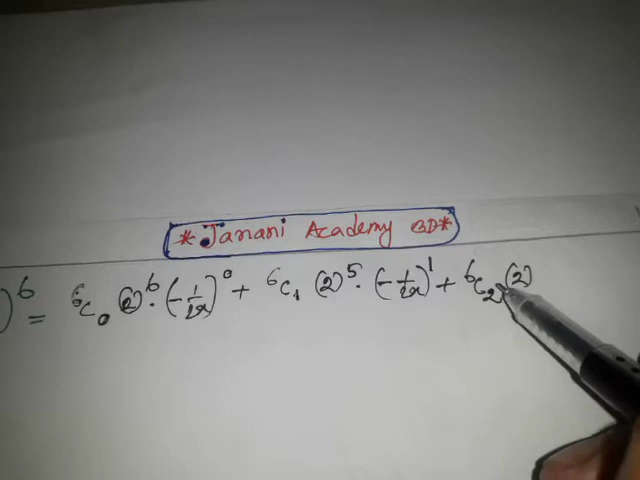 *Janani Academy BD*
)⁶ = ⁶C₀ (2)⁶·(-1/2x)⁰ + ⁶C₁ (2)⁵·(-1/2x)¹ + ⁶C₂(2)